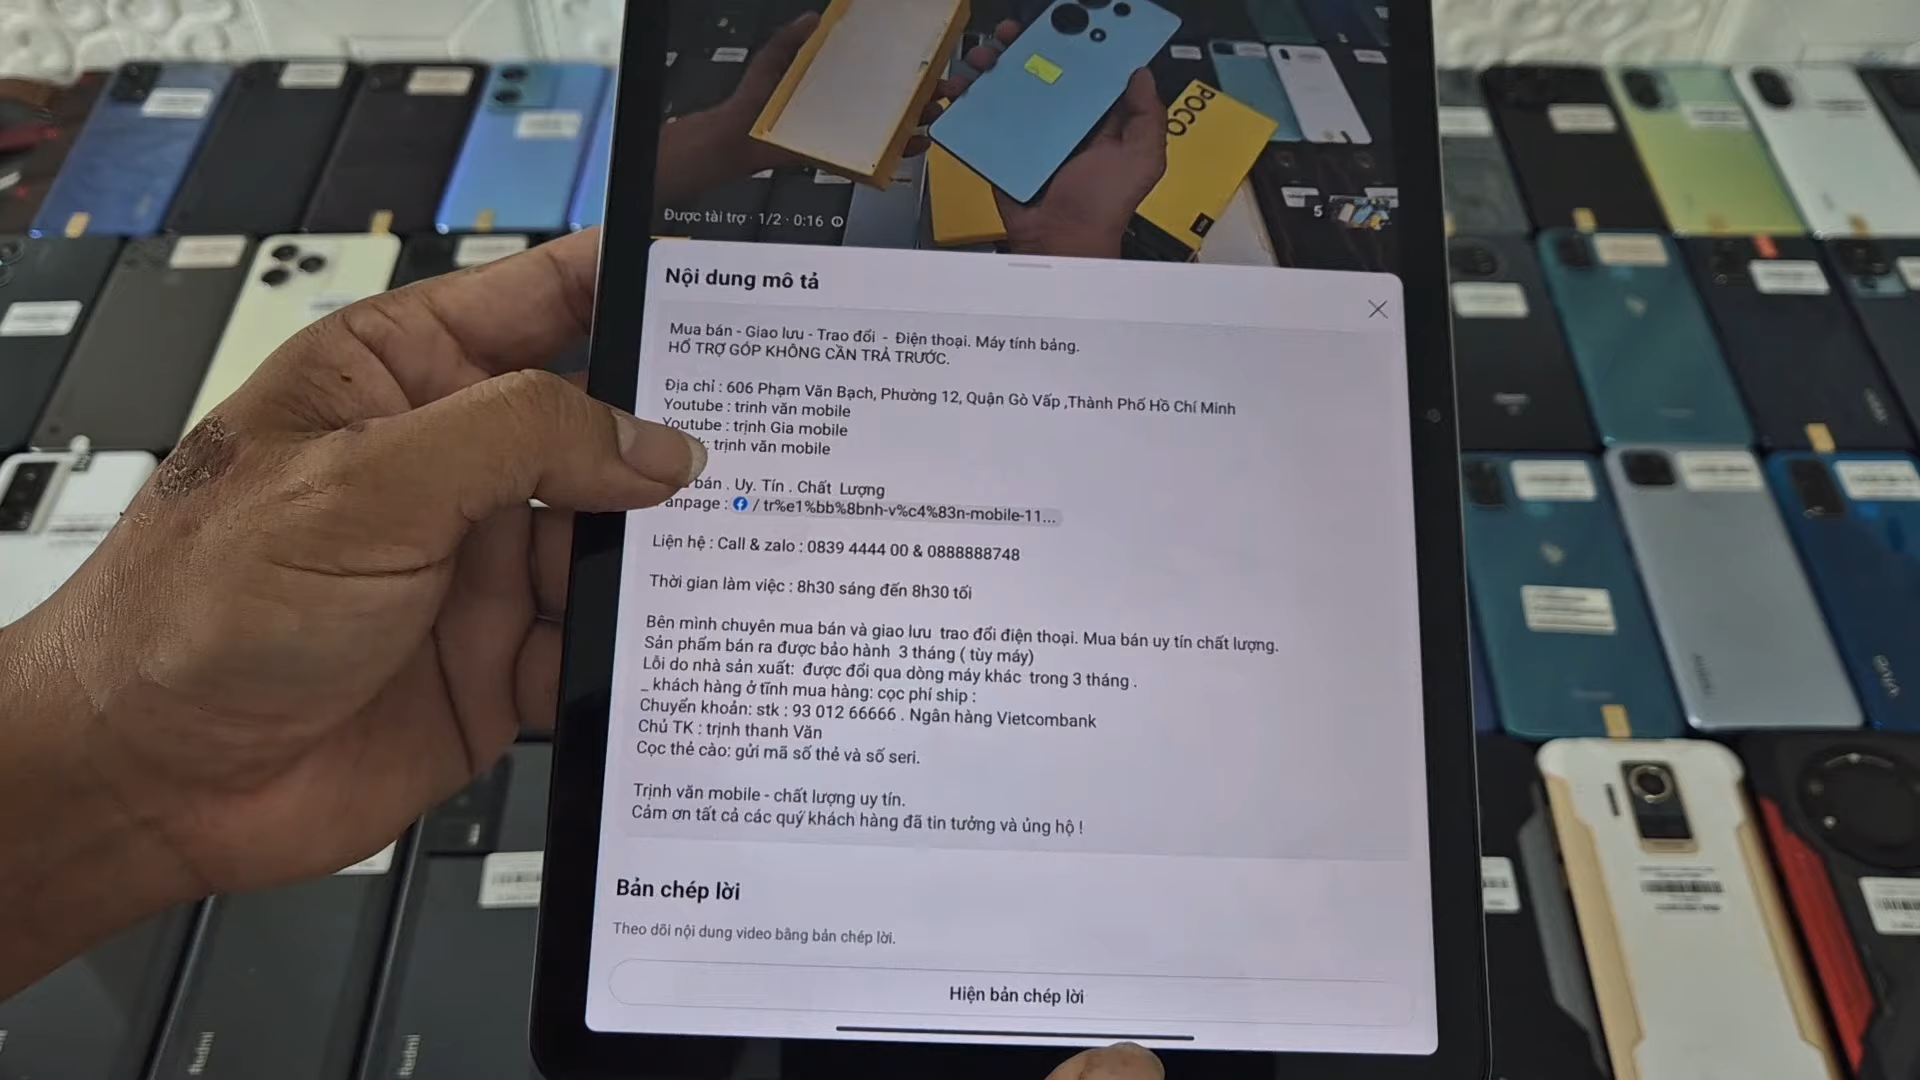 POCO
Được tài trợ · 1/2 · 0:16
5
Nội dung mô tả
Mua bán - Giao lưu - Trao đổi - Điện thoại. Máy tính bảng.
HỔ TRỢ GÓP KHÔNG CẦN TRẢ TRƯỚC.
Địa chỉ : 606 Phạm Văn Bạch, Phường 12, Quận Gò Vấp ,Thành Phố Hồ Chí Minh
Youtube : trinh văn mobile
Youtube : trịnh Gia mobile
: trịnh văn mobile
bán . Uy. Tín . Chất Lượng
anpage : / tr%e1%bb%8bnh-v%c4%83n-mobile-11...
Liện hệ : Call & zalo : 0839 4444 00 & 0888888748
Thời gian làm việc : 8h30 sáng đến 8h30 tối
Bên mình chuyên mua bán và giao lưu trao đổi điện thoại. Mua bán uy tín chất lượng.
Sản phẩm bán ra được bảo hành 3 tháng ( tùy máy)
Lỗi do nhà sản xuất: được đổi qua dòng máy khác trong 3 tháng .
_ khách hàng ở tĩnh mua hàng: cọc phí ship :
Chuyển khoản: stk : 93 012 66666 . Ngân hàng Vietcombank
Chủ TK : trịnh thanh Văn
Cọc thẻ cào: gửi mã số thẻ và số seri.
Trịnh văn mobile - chất lượng uy tín.
Cảm ơn tất cả các quý khách hàng đã tin tưởng và ủng hộ !
Bản chép lời
Theo dõi nội dung video bằng bản chép lời.
Hiện bản chép lời
Redmi
Redmi